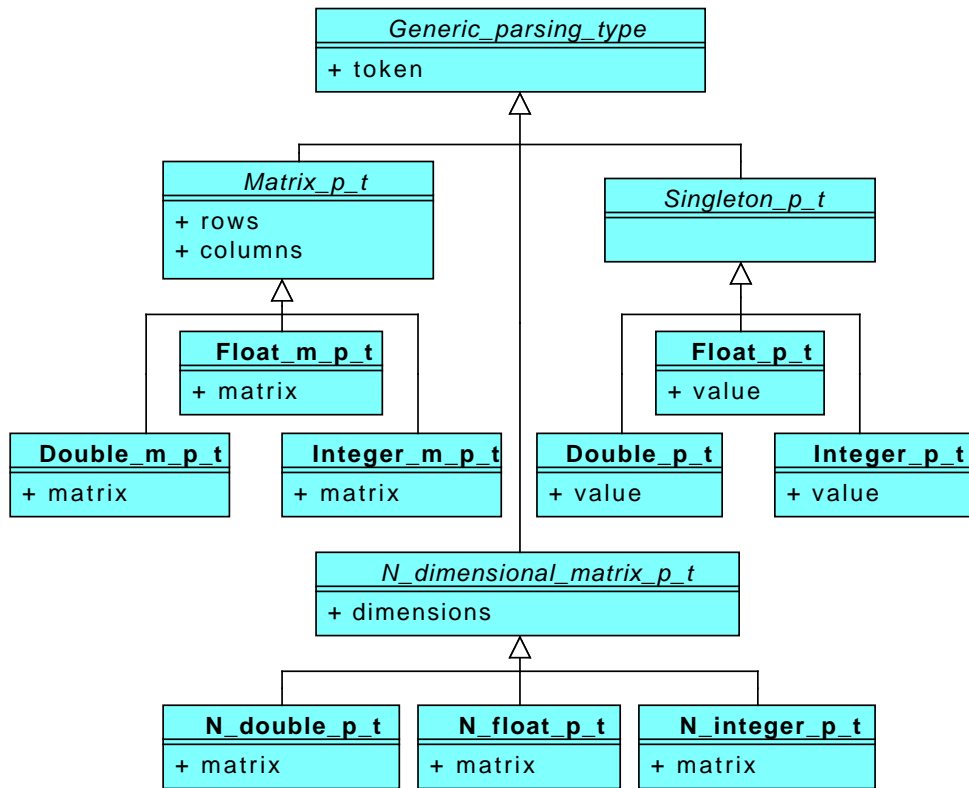 Generic_parsing_type
+ token
Matrix_p_t
+ rows
+ columns
Singleton_p_t
Float_m_p_t
+ matrix
Float_p_t
+ value
Double_m_p_t
+ matrix
Integer_m_p_t
+ matrix
Double_p_t
+ value
Integer_p_t
+ value
N_dimensional_matrix_p_t
+ dimensions
N_double_p_t
+ matrix
N_float_p_t
+ matrix
N_integer_p_t
+ matrix